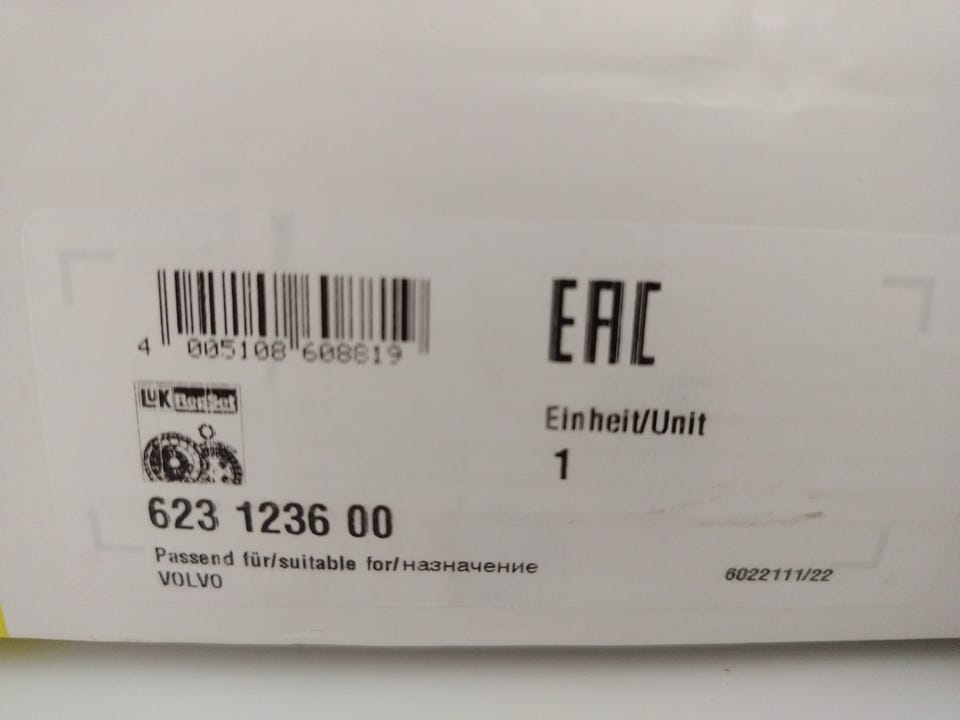 4 005108 608819
EAC
LuK RepSet
Einheit/Unit
1
623 1236 00
Passend für/suitable for/назначение
VOLVO
6022111/22